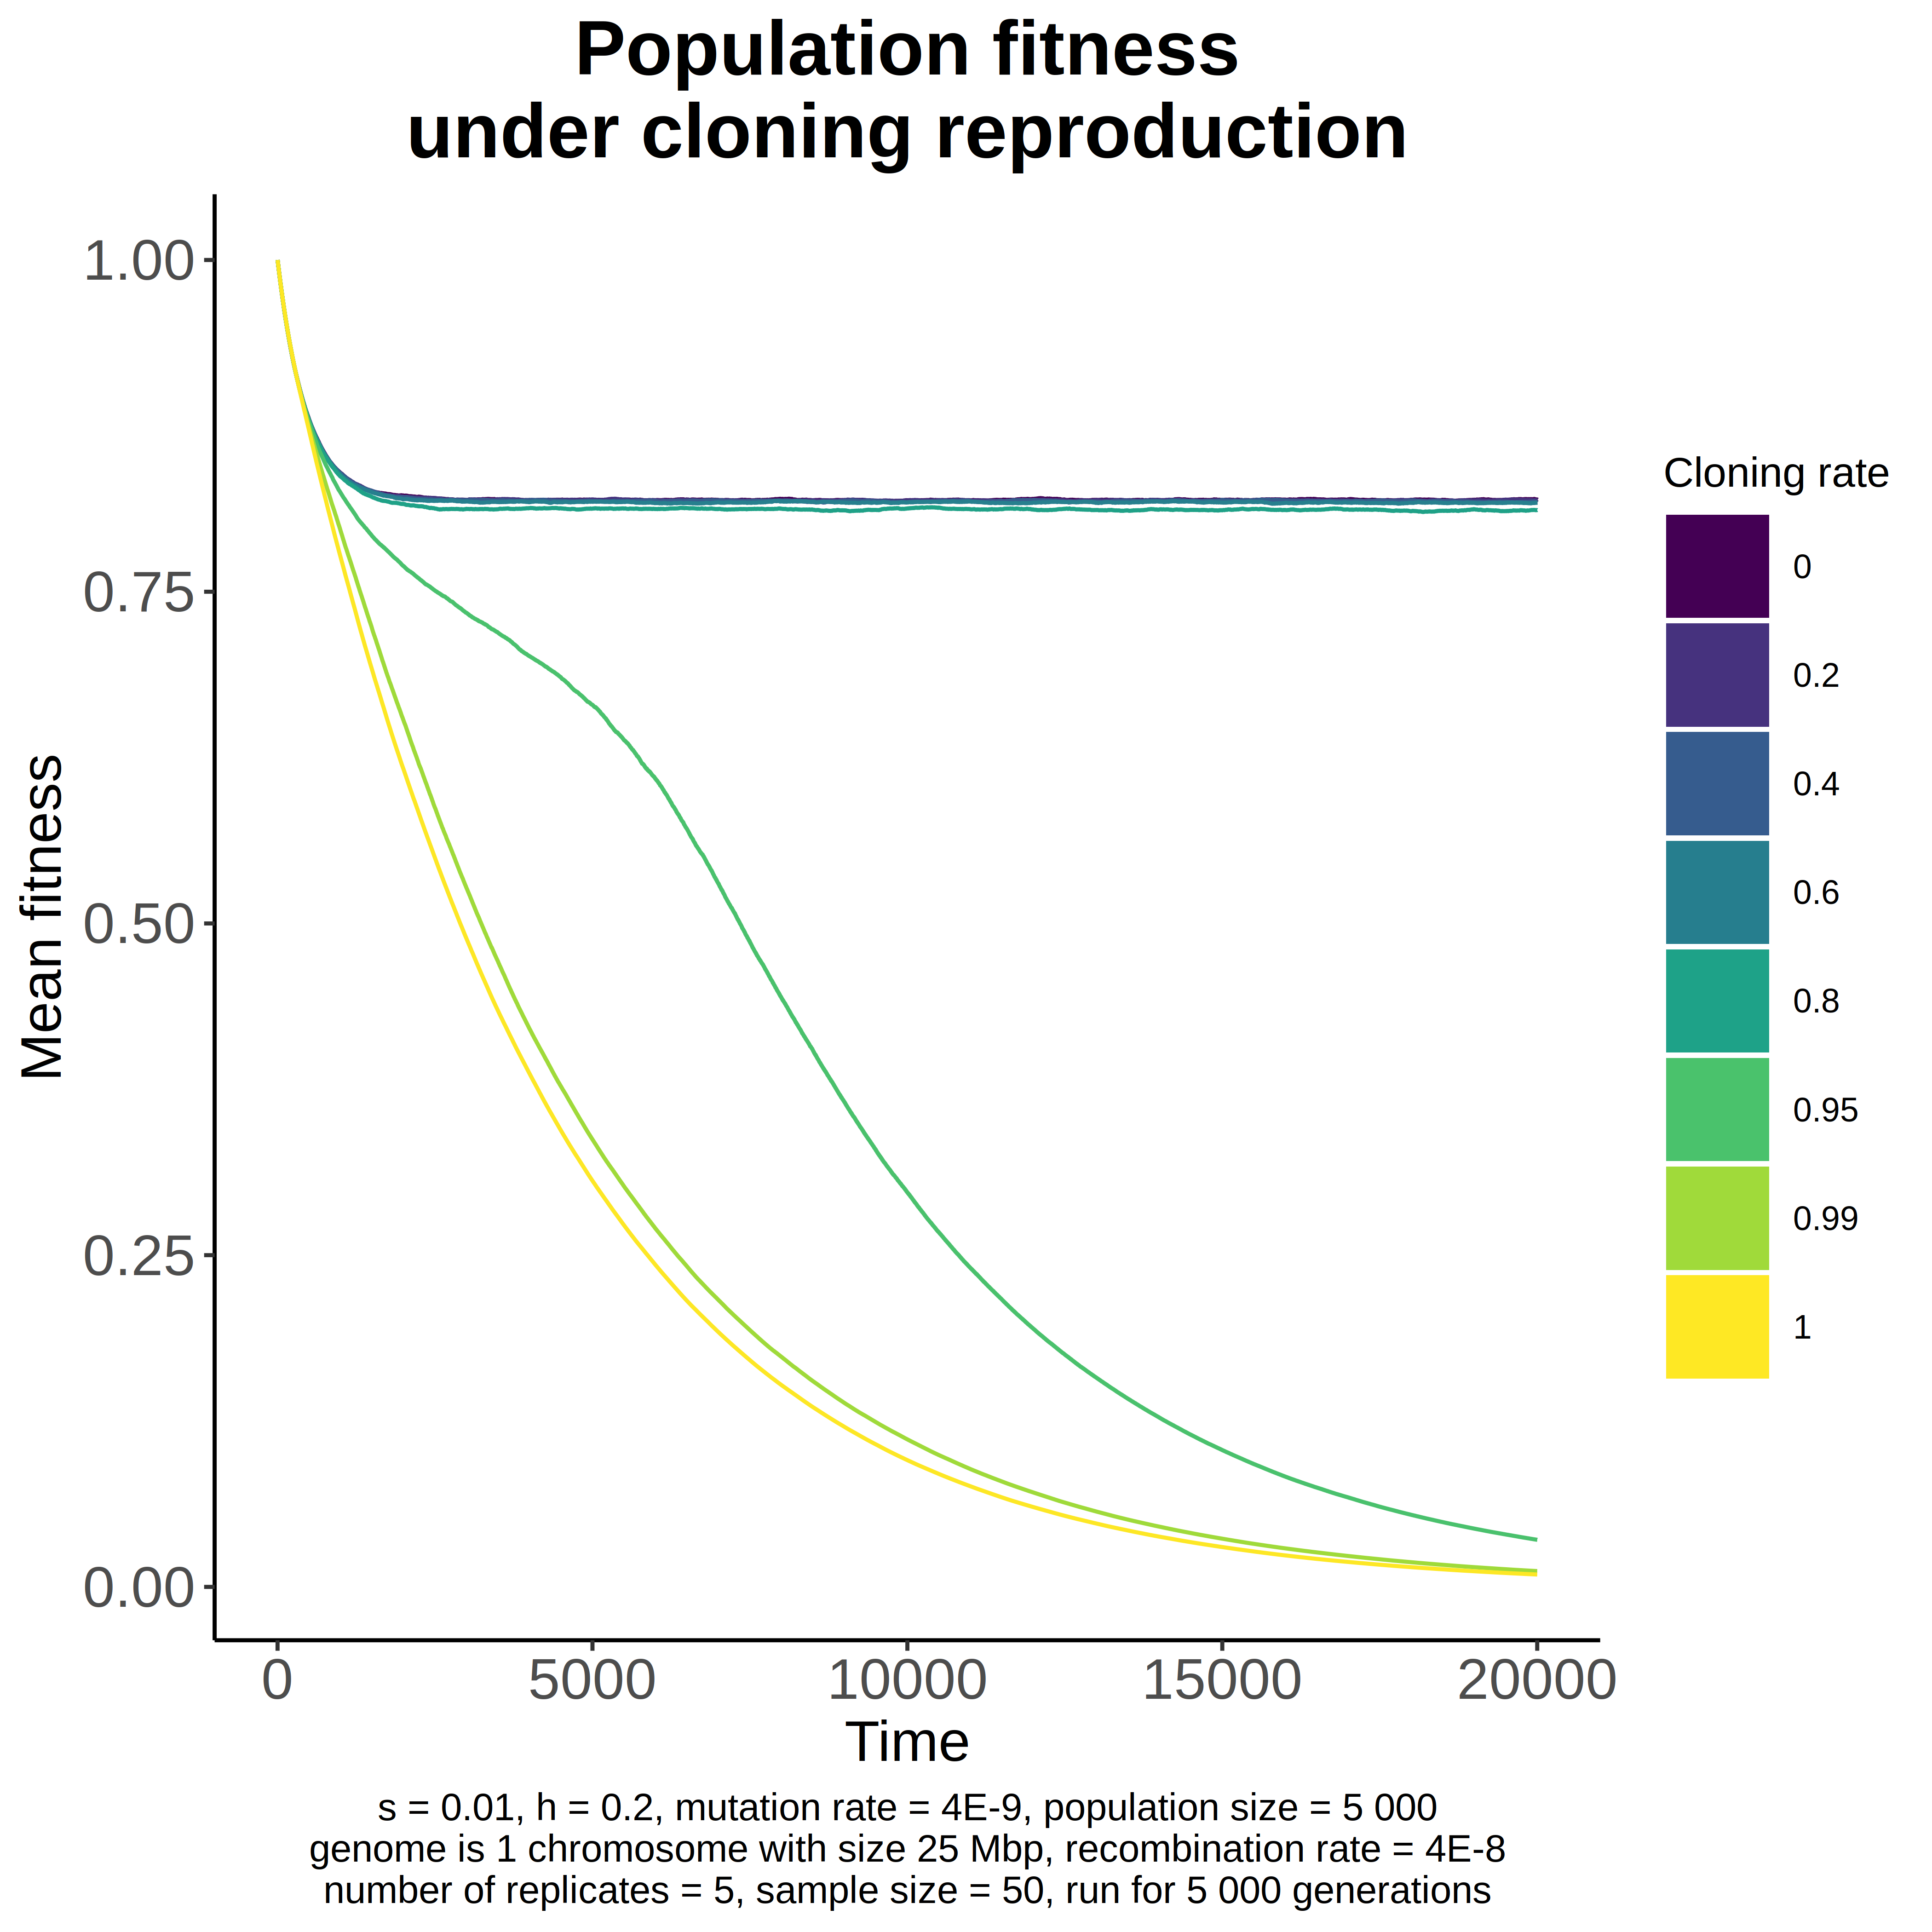 Population fitness
under cloning reproduction
1.00
0.75
0.50
0.25
0.00
Mean fitness
0
5000
10000
15000
20000
Time
Cloning rate
0
0.2
0.4
0.6
0.8
0.95
0.99
1
s = 0.01, h = 0.2, mutation rate = 4E-9, population size = 5 000
genome is 1 chromosome with size 25 Mbp, recombination rate = 4E-8
number of replicates = 5, sample size = 50, run for 5 000 generations